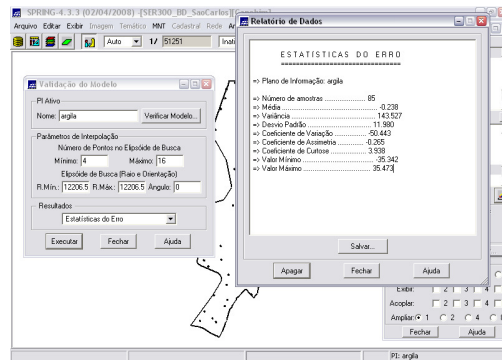 SPRING-4.3.3 (02/04/2008) [SER300_BD_SaoCarlos][
Arquivo Editar Exibir Imagem Temático MNT Cadastral Rede
Auto 1/ 51251 Inati
Validação do Modelo
PI Ativo
Nome: argila Verificar Modelo...
Parâmetros de Interpolação
Número de Pontos no Elipsóide de Busca
Mínimo: 4 Máximo: 16
Elipsóide de Busca (Raio e Orientação)
R.Mín.: 12206.5 R.Máx.: 12206.5 Ângulo: 0
Resultados
Estatísticas do Erro
Executar Fechar Ajuda
Relatório de Dados
ESTATÍSTICAS DO ERRO
==============================
=> Plano de Informação: argila
=> Número de amostras ................... 85
=> Média ................................ -0.238
=> Variância ............................ 143.527
=> Desvio Padrão ........................ 11.980
=> Coeficiente de Variação .............. -50.443
=> Coeficiente de Assimetria ............ -0.265
=> Coeficiente de Curtose ............... 3.938
=> Valor Mínimo ......................... -35.342
=> Valor Máximo ......................... 35.473
Salvar...
Apagar Fechar Ajuda
Exibir: 2 3 4
Acoplar: 2 3 4
Ampliar: 1 2 4
Fechar Ajuda
PI: argila